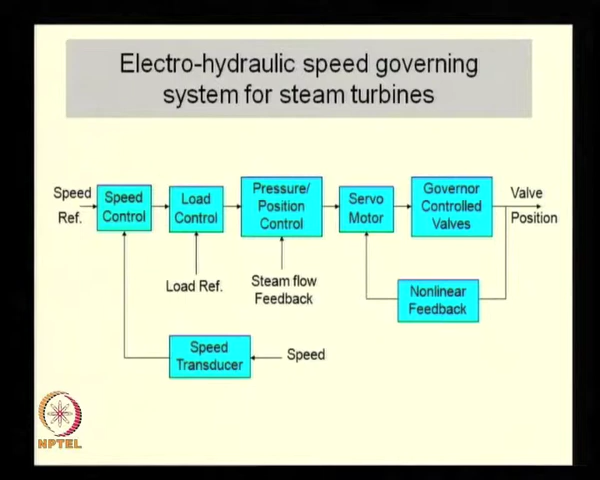 Electro-hydraulic speed governing
system for steam turbines
Speed
Ref.
Speed
Control
Load
Control
Pressure/
Position
Control
Servo
Motor
Governor
Controlled
Valves
Valve
Position
Load Ref.
Steam flow
Feedback
Nonlinear
Feedback
Speed
Transducer
Speed
NPTEL